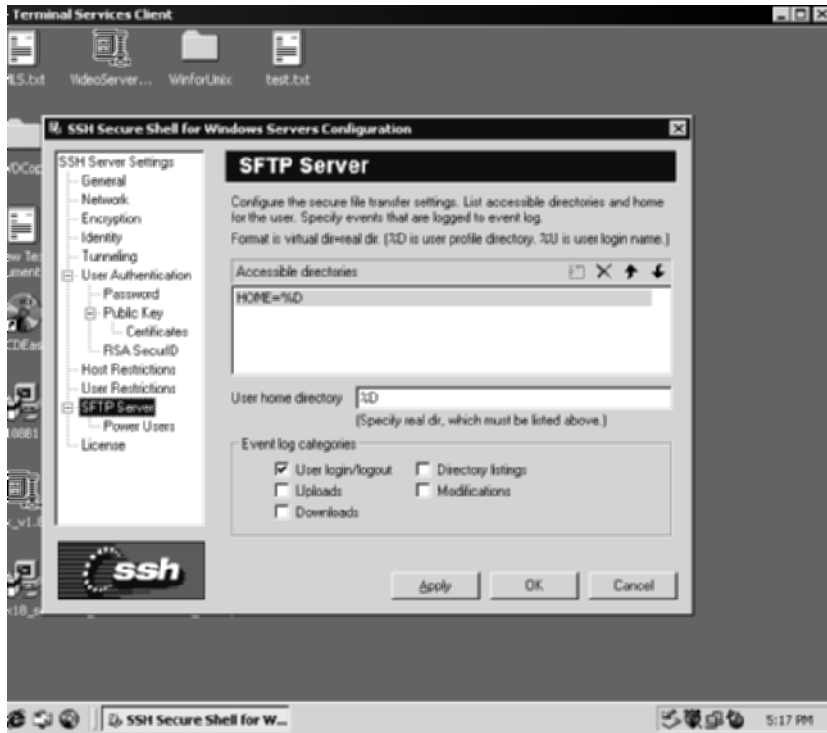 Terminal Services Client
VideoServer...
WinforUnix
test.txt
SSH Secure Shell for Windows Servers Configuration
SSH Server Settings
General
Network
Encryption
Identity
Tunneling
User Authentication
Password
Public Key
Certificates
RSA SecurID
Host Restrictions
User Restrictions
SFTP Server
Power Users
License
ssh
SFTP Server
Configure the secure file transfer settings. List accessible directories and home
for the user. Specify events that are logged to event log.
Format is virtual dir=real dir. (%D is user profile directory. %U is user login name.)
Accessible directories
HOME=%D
User home directory %D
(Specify real dir, which must be listed above.)
Event log categories
User login/logout
Directory listings
Uploads
Modifications
Downloads
Apply
OK
Cancel
SSH Secure Shell for W...
5:17 PM